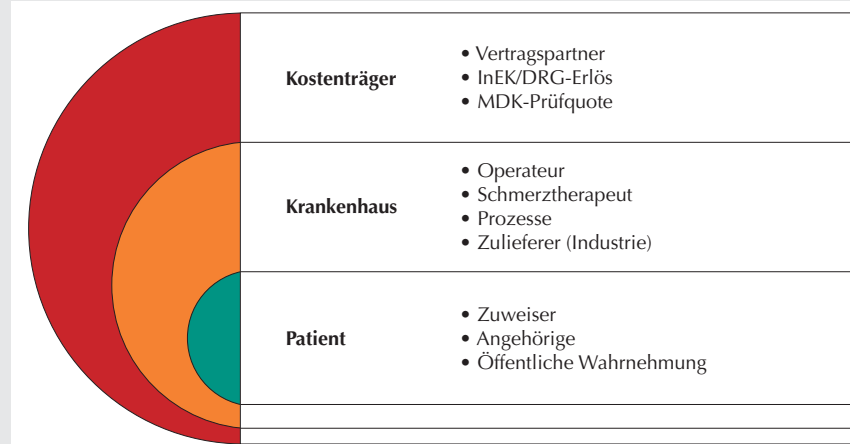 Kostenträger
• Vertragspartner
• InEK/DRG-Erlös
• MDK-Prüfquote
Krankenhaus
• Operateur
• Schmerztherapeut
• Prozesse
• Zulieferer (Industrie)
Patient
• Zuweiser
• Angehörige
• Öffentliche Wahrnehmung